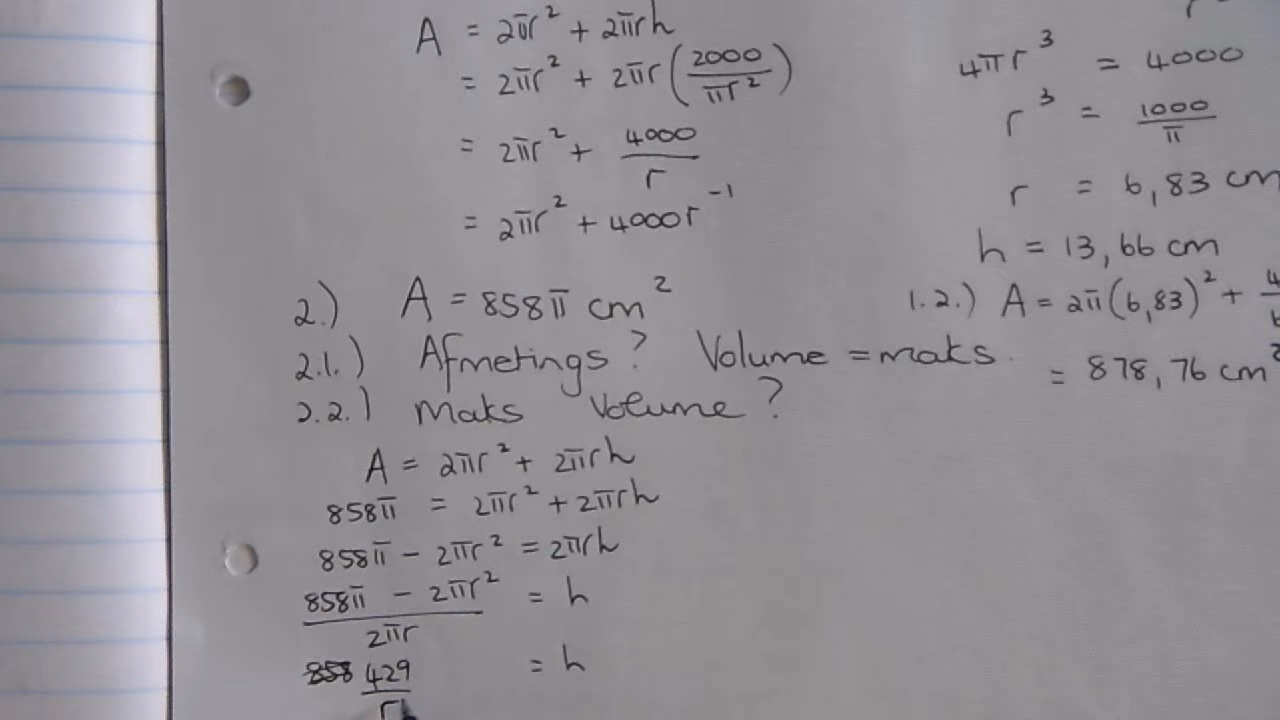 A = 2πr² + 2πrh
= 2πr² + 2πr(2000/πr²)
= 2πr² + 4000/r
= 2πr² + 4000r⁻¹
2.) A = 858π cm²
2.1.) Afmetings? Volume = maks.
2.2.) Maks Volume?
A = 2πr² + 2πrh
858π = 2πr² + 2πrh
858π − 2πr² = 2πrh
(858π − 2πr²)/2πr = h
429/r = h
4πr³ = 4000
r³ = 1000/π
r = 6,83 cm
h = 13,66 cm
1.2.) A = 2π(6,83)² +
= 878,76 cm²